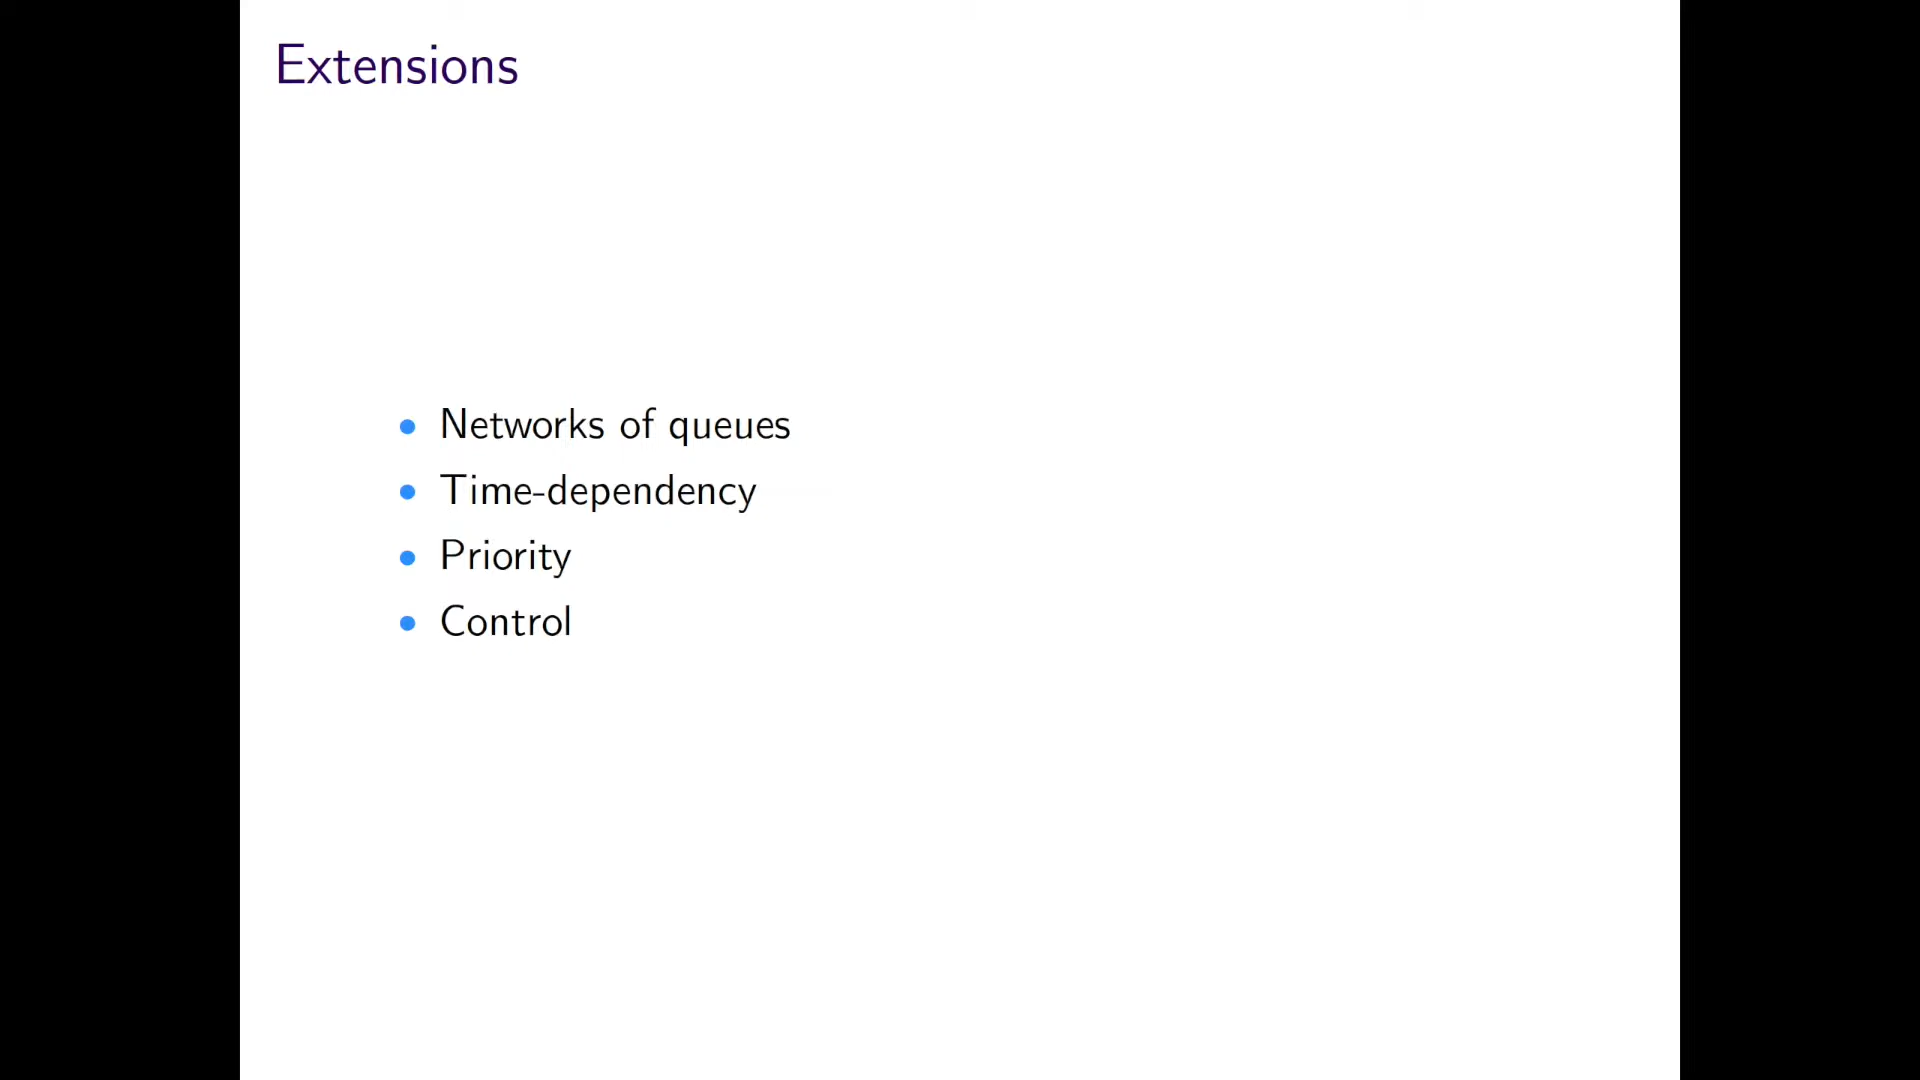 Extensions
• Networks of queues
• Time-dependency
• Priority
• Control